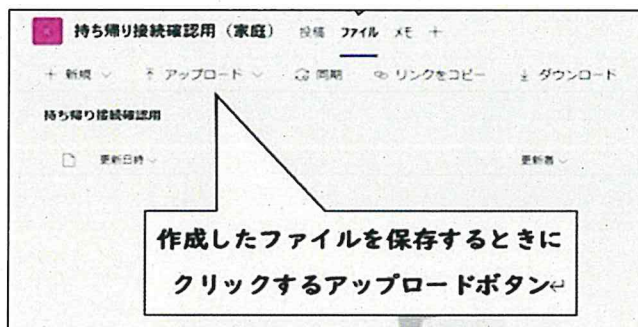 持ち帰り接続確認用（家庭） 投稿 ファイル メモ ＋
＋ 新規 アップロード 同期 リンクをコピー ダウンロード
持ち帰り接続確認用
更新日時 更新者
作成したファイルを保存するときに
クリックするアップロードボタン↵